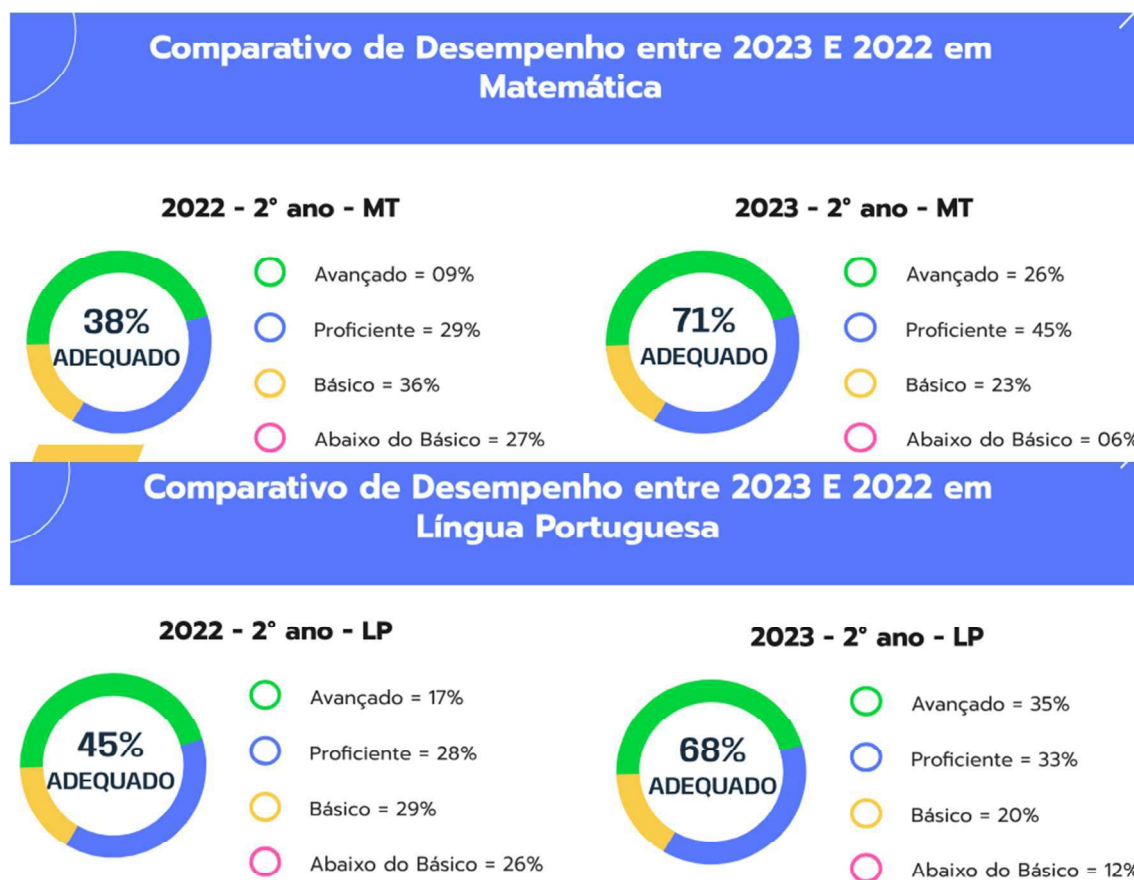 Comparativo de Desempenho entre 2023 E 2022 em
Matemática
2022 - 2° ano - MT
38%
ADEQUADO
Avançado = 09%
Proficiente = 29%
Básico = 36%
Abaixo do Básico = 27%
2023 - 2° ano - MT
71%
ADEQUADO
Avançado = 26%
Proficiente = 45%
Básico = 23%
Abaixo do Básico = 06%
Comparativo de Desempenho entre 2023 E 2022 em
Língua Portuguesa
2022 - 2° ano - LP
45%
ADEQUADO
Avançado = 17%
Proficiente = 28%
Básico = 29%
Abaixo do Básico = 26%
2023 - 2° ano - LP
68%
ADEQUADO
Avançado = 35%
Proficiente = 33%
Básico = 20%
Abaixo do Básico = 12%